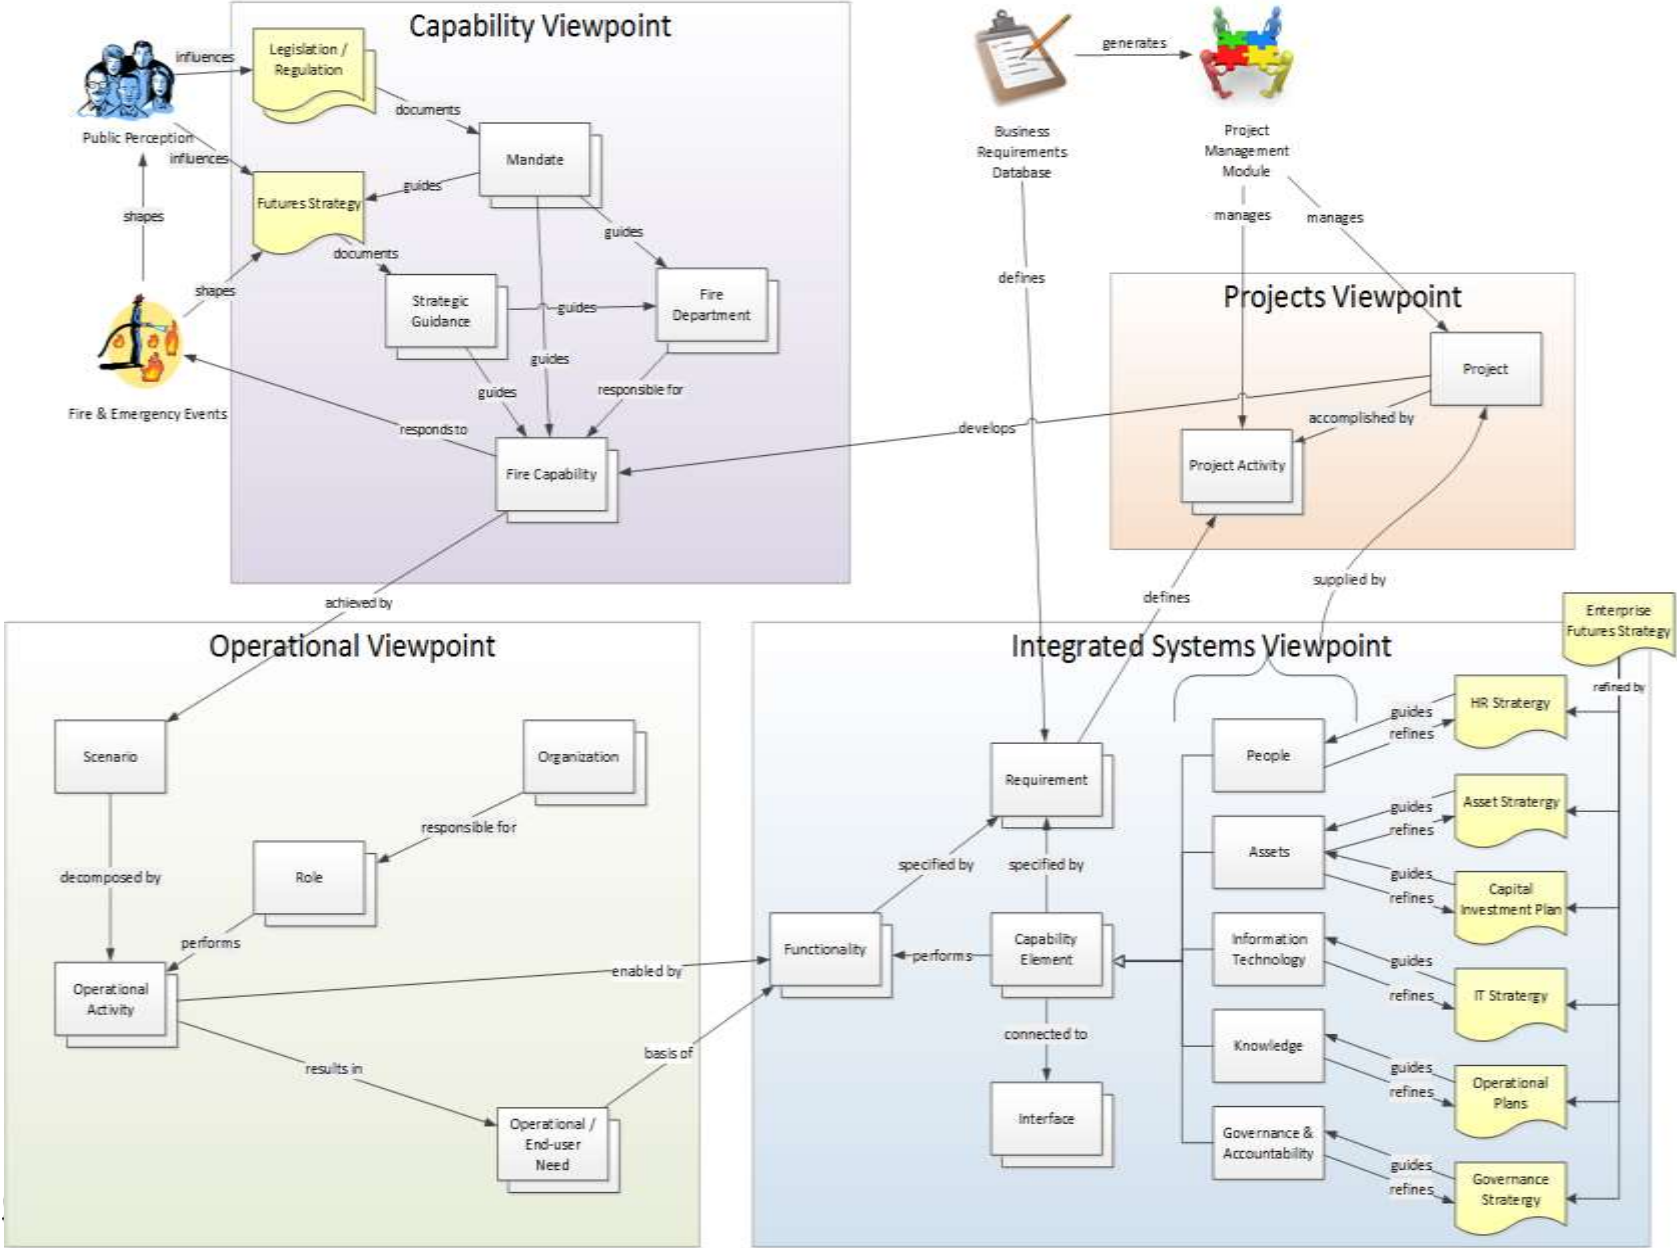 Capability Viewpoint
influences
Legislation /
Regulation
documents
Public Perception
influences
Mandate
guides
Futures Strategy
guides
shapes
documents
shapes
Strategic
Guidance
guides
Fire
Department
guides
guides
responsible for
Fire & Emergency Events
responds to
Fire Capability
generates
Business
Requirements
Database
Project
Management
Module
manages
manages
defines
Projects Viewpoint
Project
develops
accomplished by
Project Activity
supplied by
defines
achieved by
Operational Viewpoint
Scenario
Organization
responsible for
decomposed by
Role
performs
Operational
Activity
enabled by
results in
basis of
Operational /
End-user
Need
Integrated Systems Viewpoint
Enterprise
Futures Strategy
refined by
Requirement
specified by
specified by
Functionality
performs
Capability
Element
connected to
Interface
People
guides
refines
HR Stratergy
Assets
guides
refines
Asset Stratergy
guides
refines
Capital
Investment Plan
Information
Technology
guides
refines
IT Stratergy
Knowledge
guides
refines
Operational
Plans
Governance &
Accountability
guides
refines
Governance
Stratergy